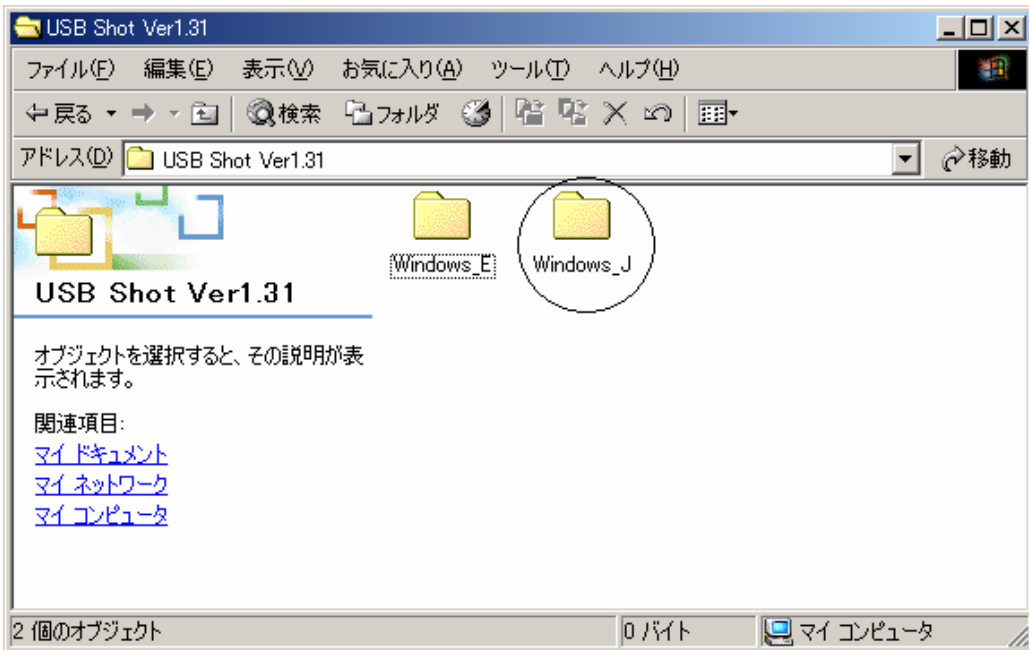 USB Shot Ver1.31
ファイル(F) 編集(E) 表示(V) お気に入り(A) ツール(T) ヘルプ(H)
戻る 検索 フォルダ
アドレス(D) USB Shot Ver1.31 移動
Windows_E Windows_J
USB Shot Ver1.31
オブジェクトを選択すると、その説明が表
示されます。
関連項目:
マイ ドキュメント
マイ ネットワーク
マイ コンピュータ
2 個のオブジェクト 0 バイト マイ コンピュータ